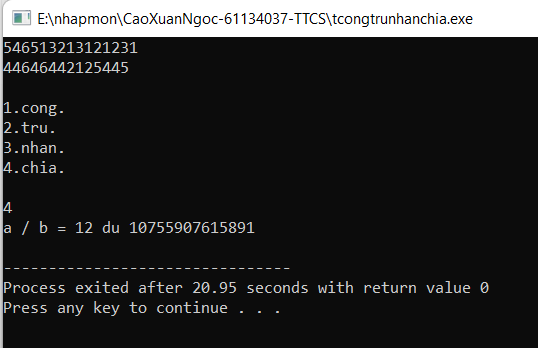 E:\nhapmon\CaoXuanNgoc-61134037-TTCS\tcongtrunhanchia.exe
546513213121231
44646442125445
1.cong.
2.tru.
3.nhan.
4.chia.
4
a / b = 12 du 10755907615891
--------------------------------
Process exited after 20.95 seconds with return value 0
Press any key to continue . . .